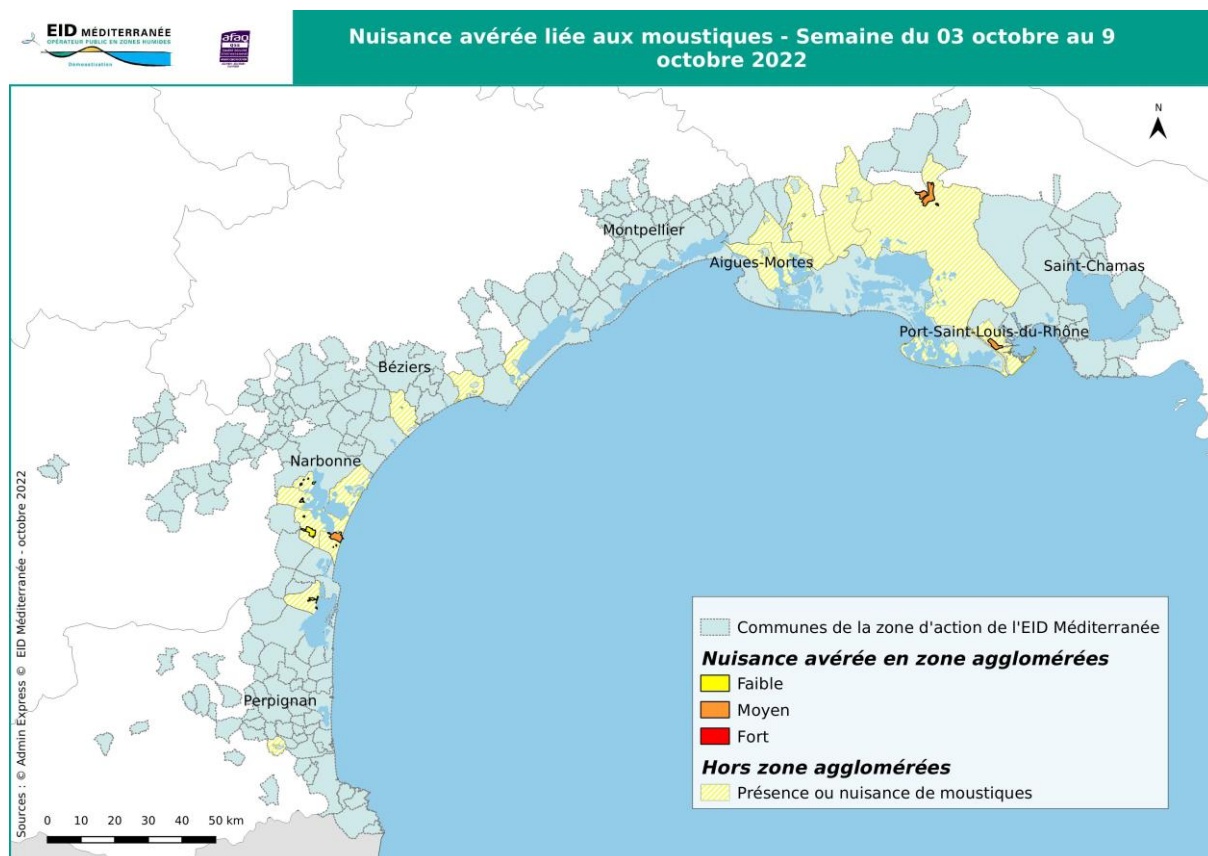 EID MÉDITERRANÉE
OPÉRATEUR PUBLIC EN ZONES HUMIDES
Démoustication
afaq
Nuisance avérée liée aux moustiques - Semaine du 03 octobre au 9
octobre 2022
N
Montpellier
Aigues-Mortes
Saint-Chamas
Port-Saint-Louis-du-Rhône
Béziers
Narbonne
Perpignan
Communes de la zone d'action de l'EID Méditerranée
Nuisance avérée en zone agglomérées
Faible
Moyen
Fort
Hors zone agglomérées
Présence ou nuisance de moustiques
0 10 20 30 40 50 km
Sources : © Admin Express © EID Méditerranée - octobre 2022